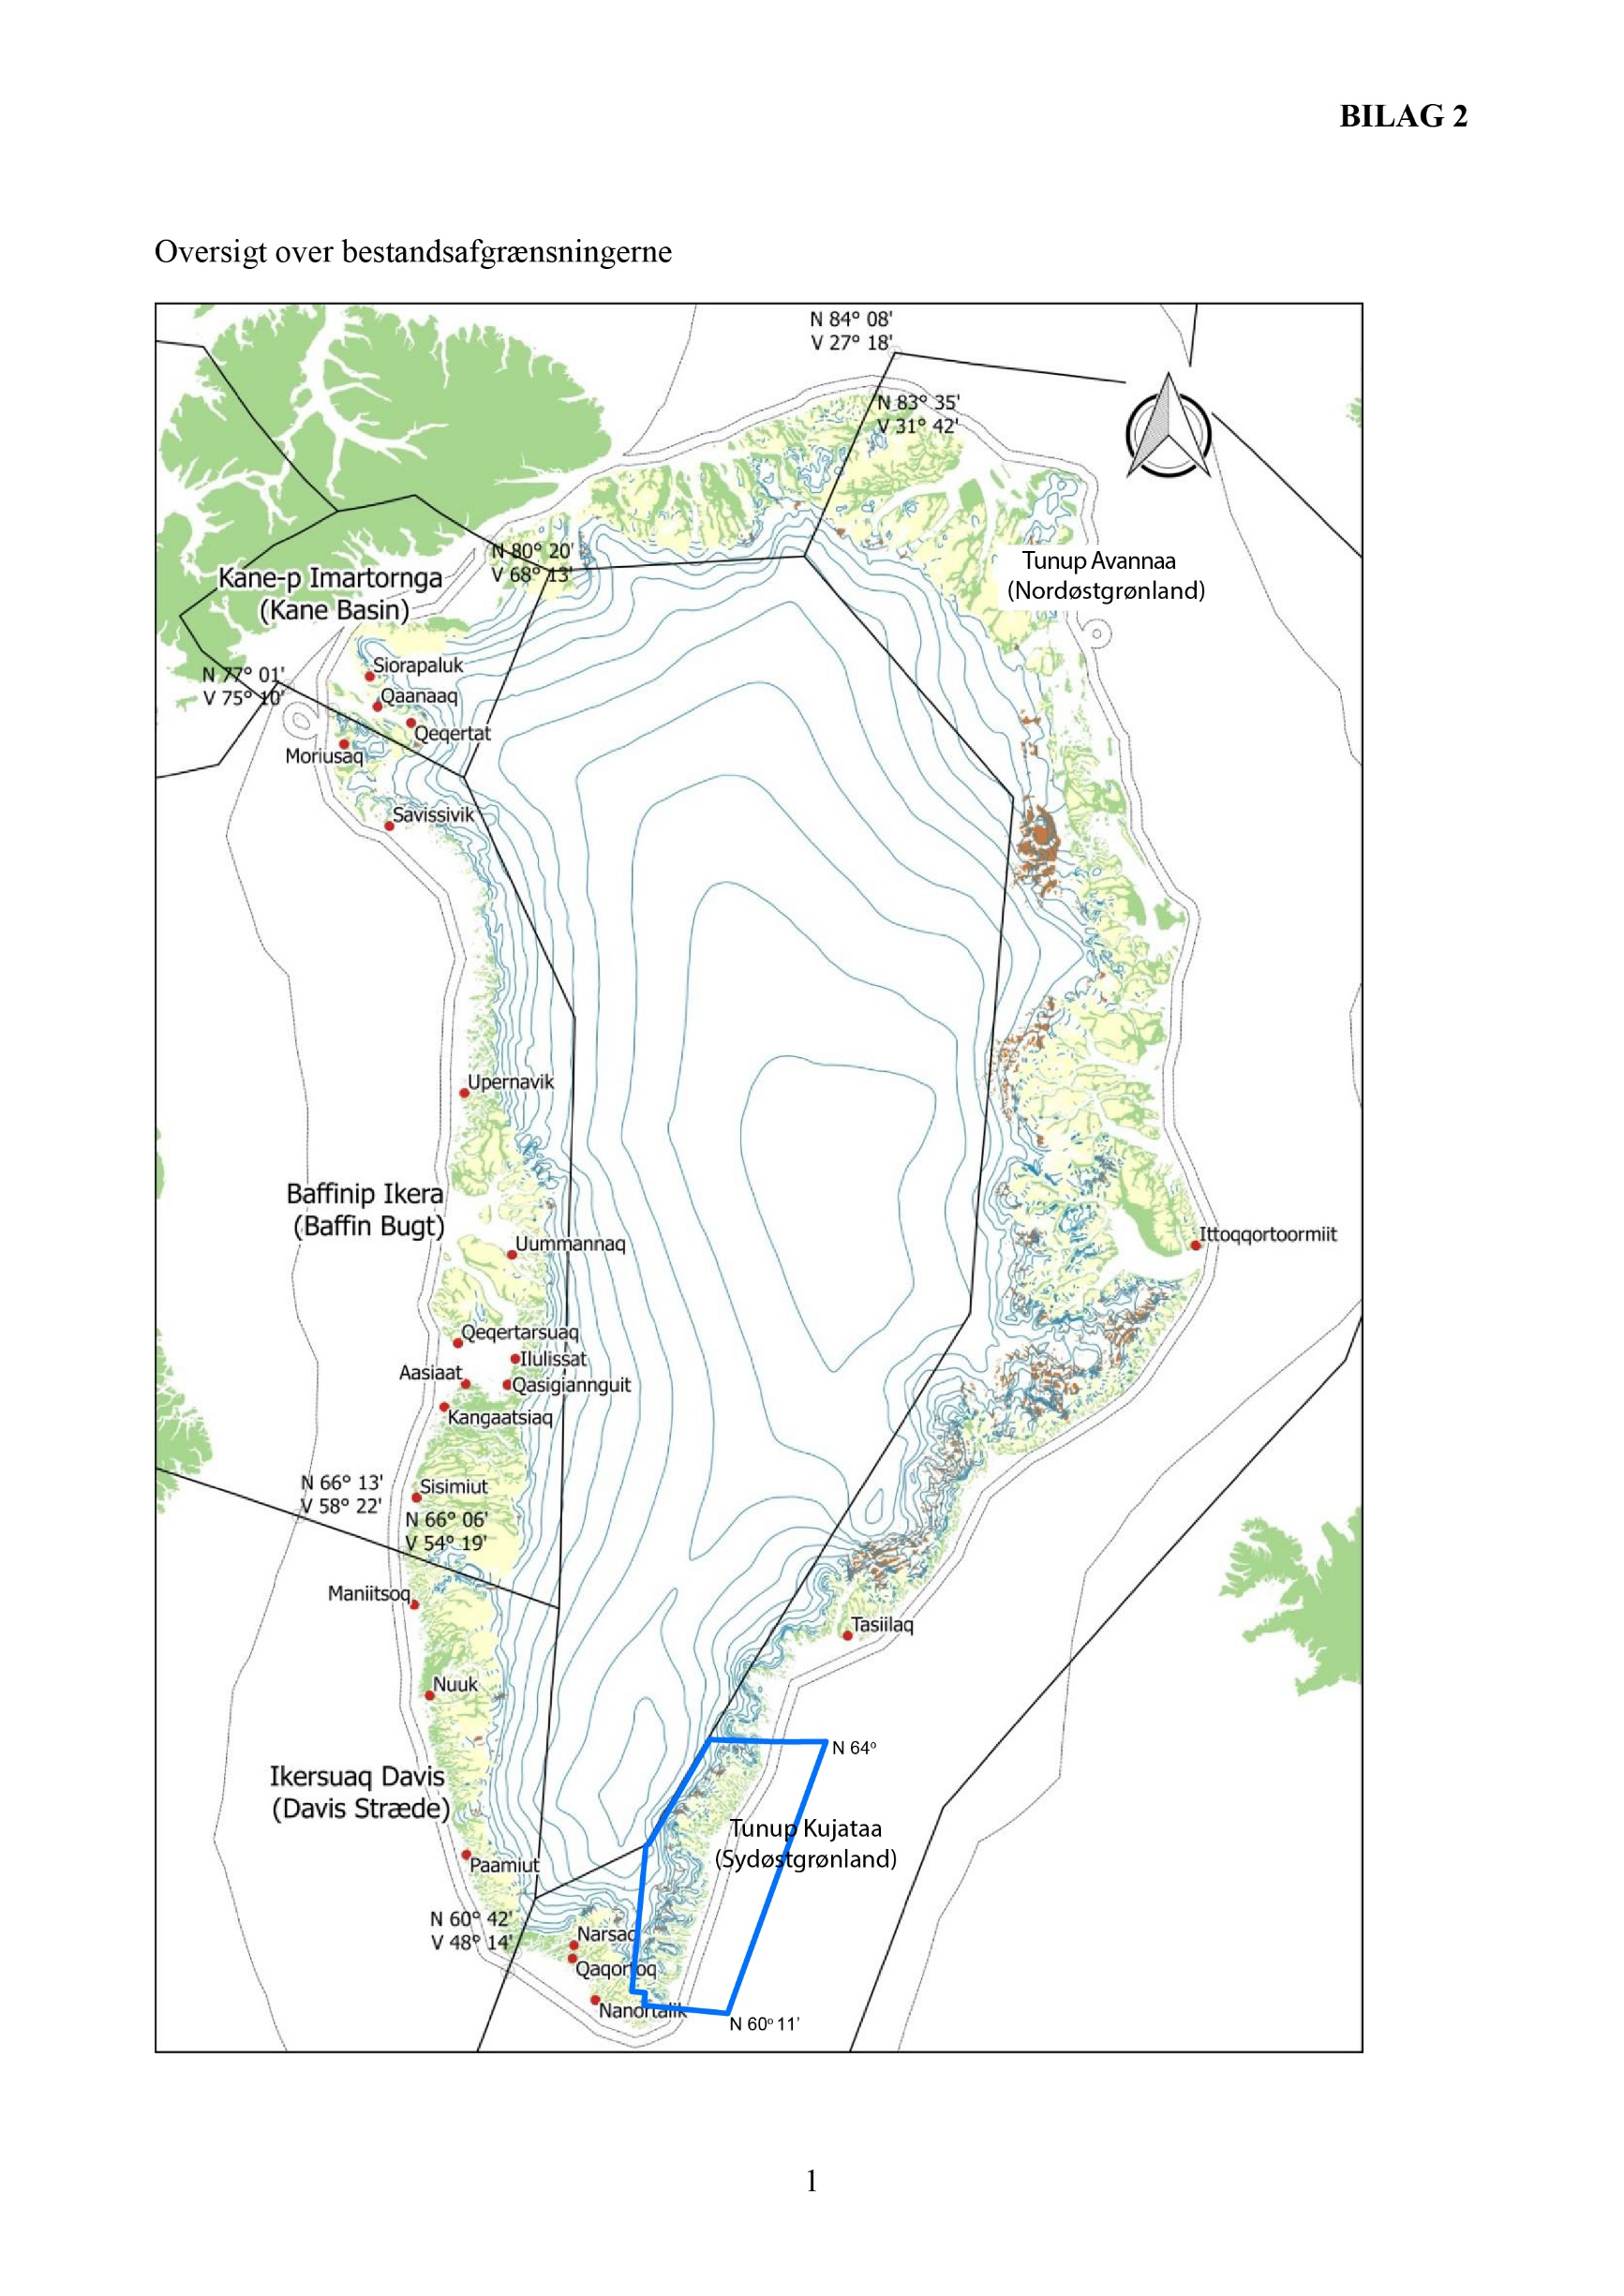 BILAG 2
Oversigt over bestandsafgrænsningerne
N 84° 08'
V 27° 18'
N 83° 35'
V 31° 42'
Tunup Avannaa
(Nordøstgrønland)
N 80° 20'
V 68° 13'
Kane-p Imartornga
(Kane Basin)
Siorapaluk
N 77° 01'
V 75° 10'
Qaanaaq
Qeqertat
Moriusaq
Savissivik
Upernavik
Baffinip Ikera
(Baffin Bugt)
Ittoqqortoormiit
Uummannaq
Qeqertarsuaq
Ilulissat
Aasiaat
Qasigiannguit
Kangaatsiaq
N 66° 13'
V 58° 22'
Sisimiut
N 66° 06'
V 54° 19'
Maniitsoq
Tasiilaq
Nuuk
N 64°
Ikersuaq Davis
(Davis Stræde)
Tunup Kujataa
(Sydøstgrønland)
Paamiut
N 60° 42'
V 48° 14'
Narsaq
Qaqortoq
Nanortalik
N 60° 11’
1